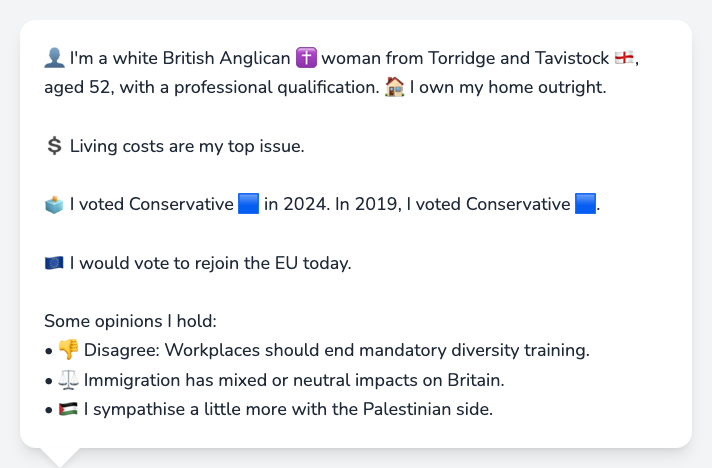 👤 I'm a white British Anglican ✝️ woman from Torridge and Tavistock 🏴󠁧󠁢󠁥󠁮󠁧󠁿,
aged 52, with a professional qualification. 🏠 I own my home outright.
💲 Living costs are my top issue.
🗳️ I voted Conservative 🟦 in 2024. In 2019, I voted Conservative 🟦.
🇪🇺 I would vote to rejoin the EU today.
Some opinions I hold:
• 👎 Disagree: Workplaces should end mandatory diversity training.
• ⚖️ Immigration has mixed or neutral impacts on Britain.
• 🇵🇸 I sympathise a little more with the Palestinian side.